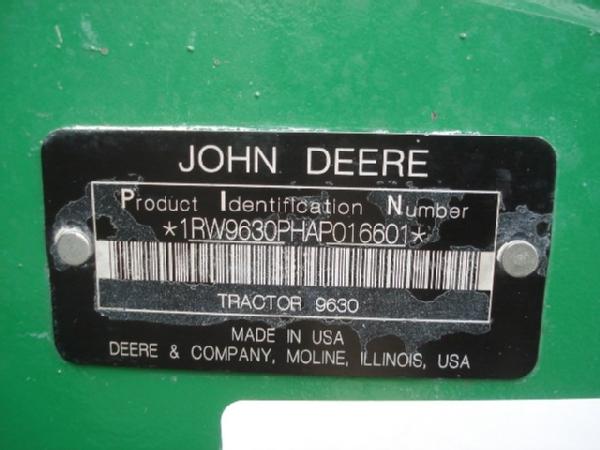 JOHN DEERE
Product Identification Number
*1RW9630PHAP016601*
TRACTOR 9630
MADE IN USA
DEERE & COMPANY, MOLINE, ILLINOIS, USA